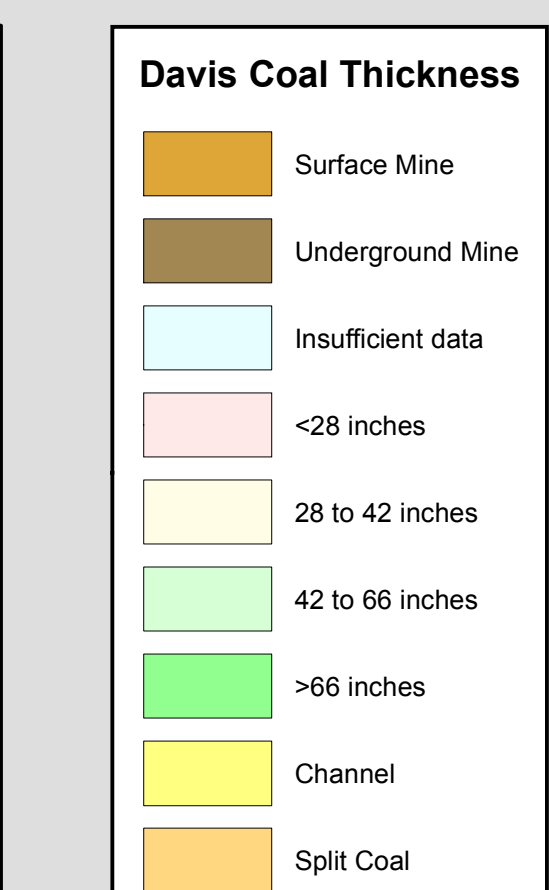 Davis Coal Thickness
Surface Mine
Underground Mine
Insufficient data
<28 inches
28 to 42 inches
42 to 66 inches
>66 inches
Channel
Split Coal